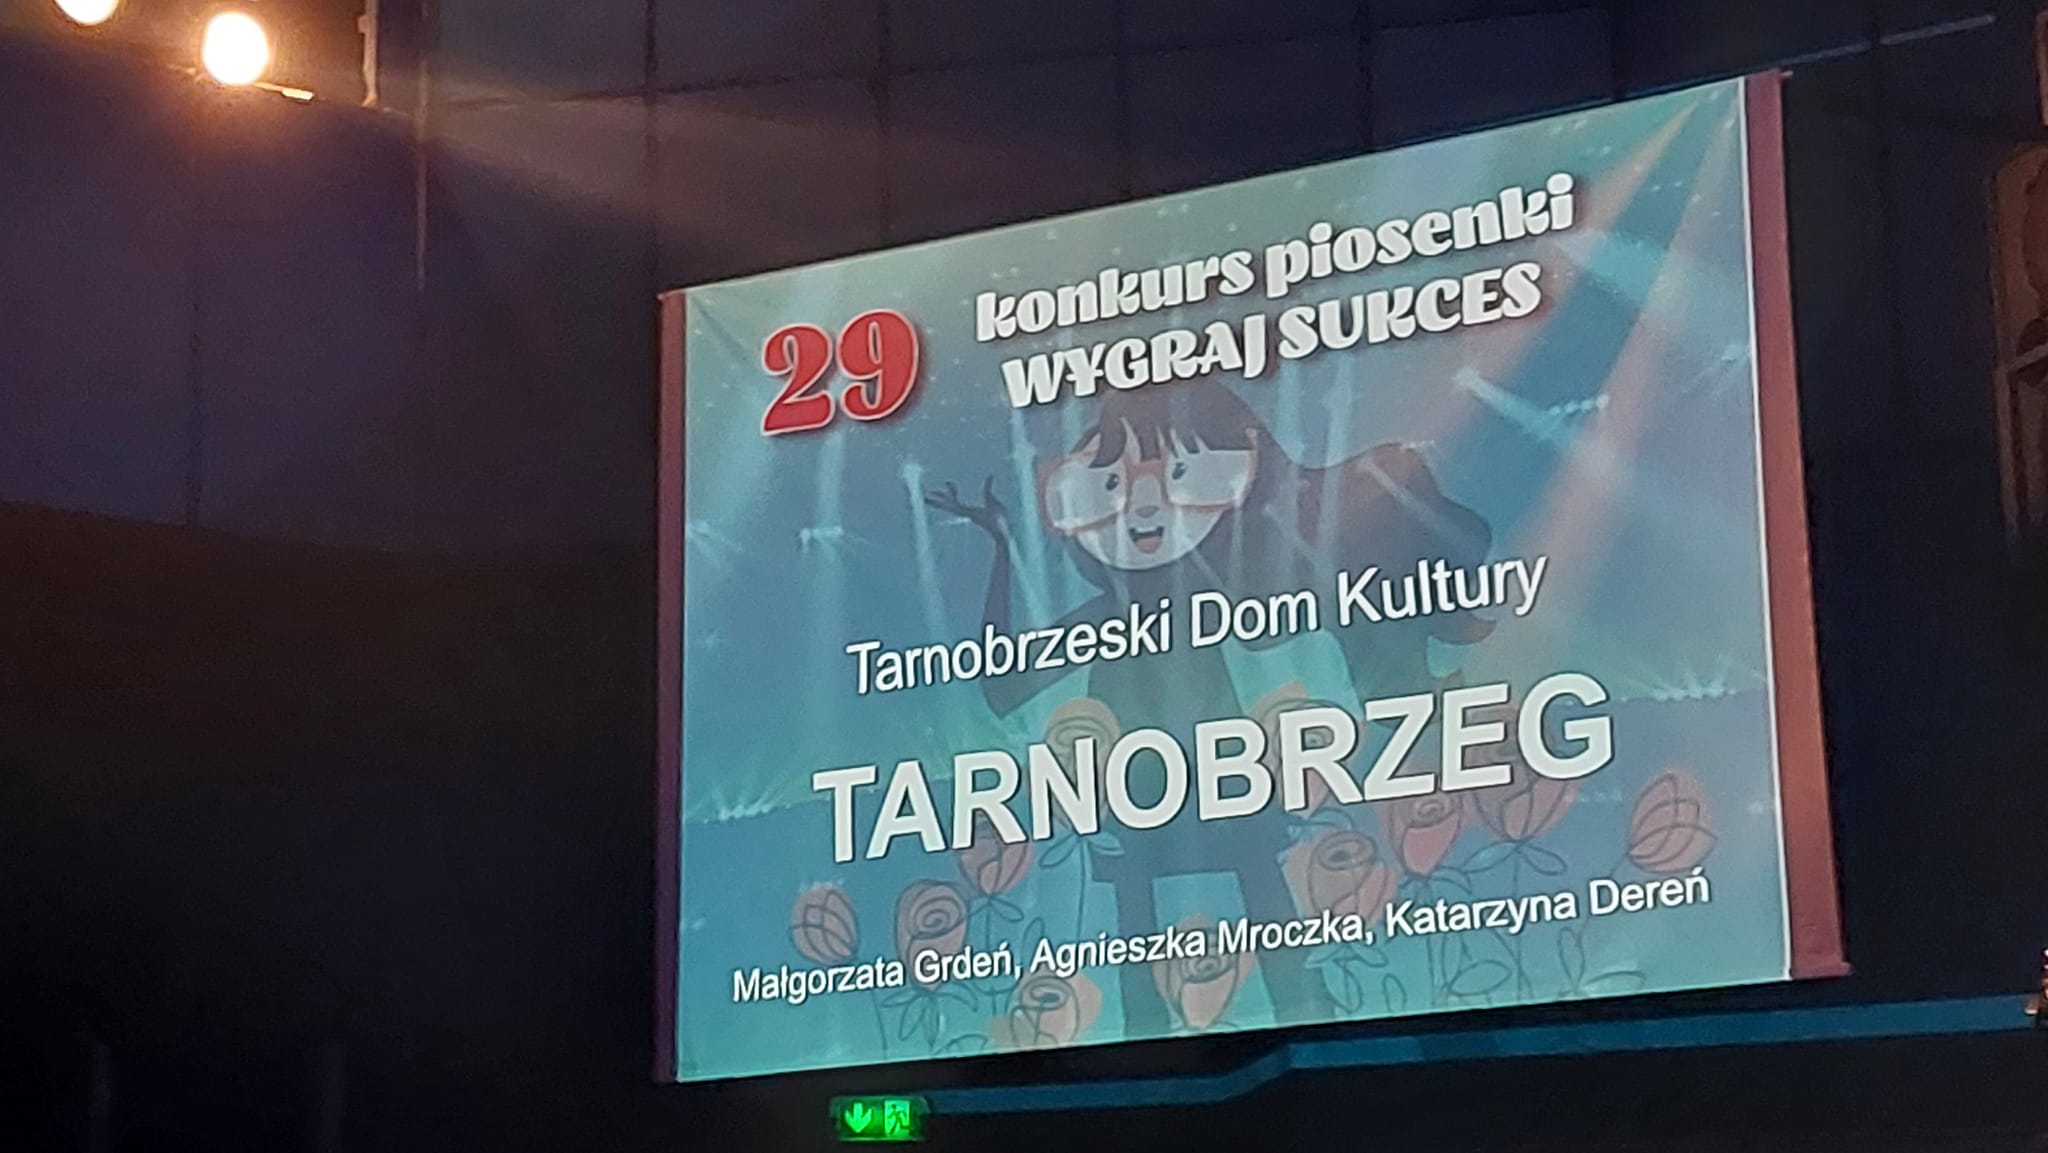 29
konkurs piosenki
WYGRAJ SUKCES
Tarnobrzeski Dom Kultury
TARNOBRZEG
Małgorzata Grdeń, Agnieszka Mroczka, Katarzyna Dereń